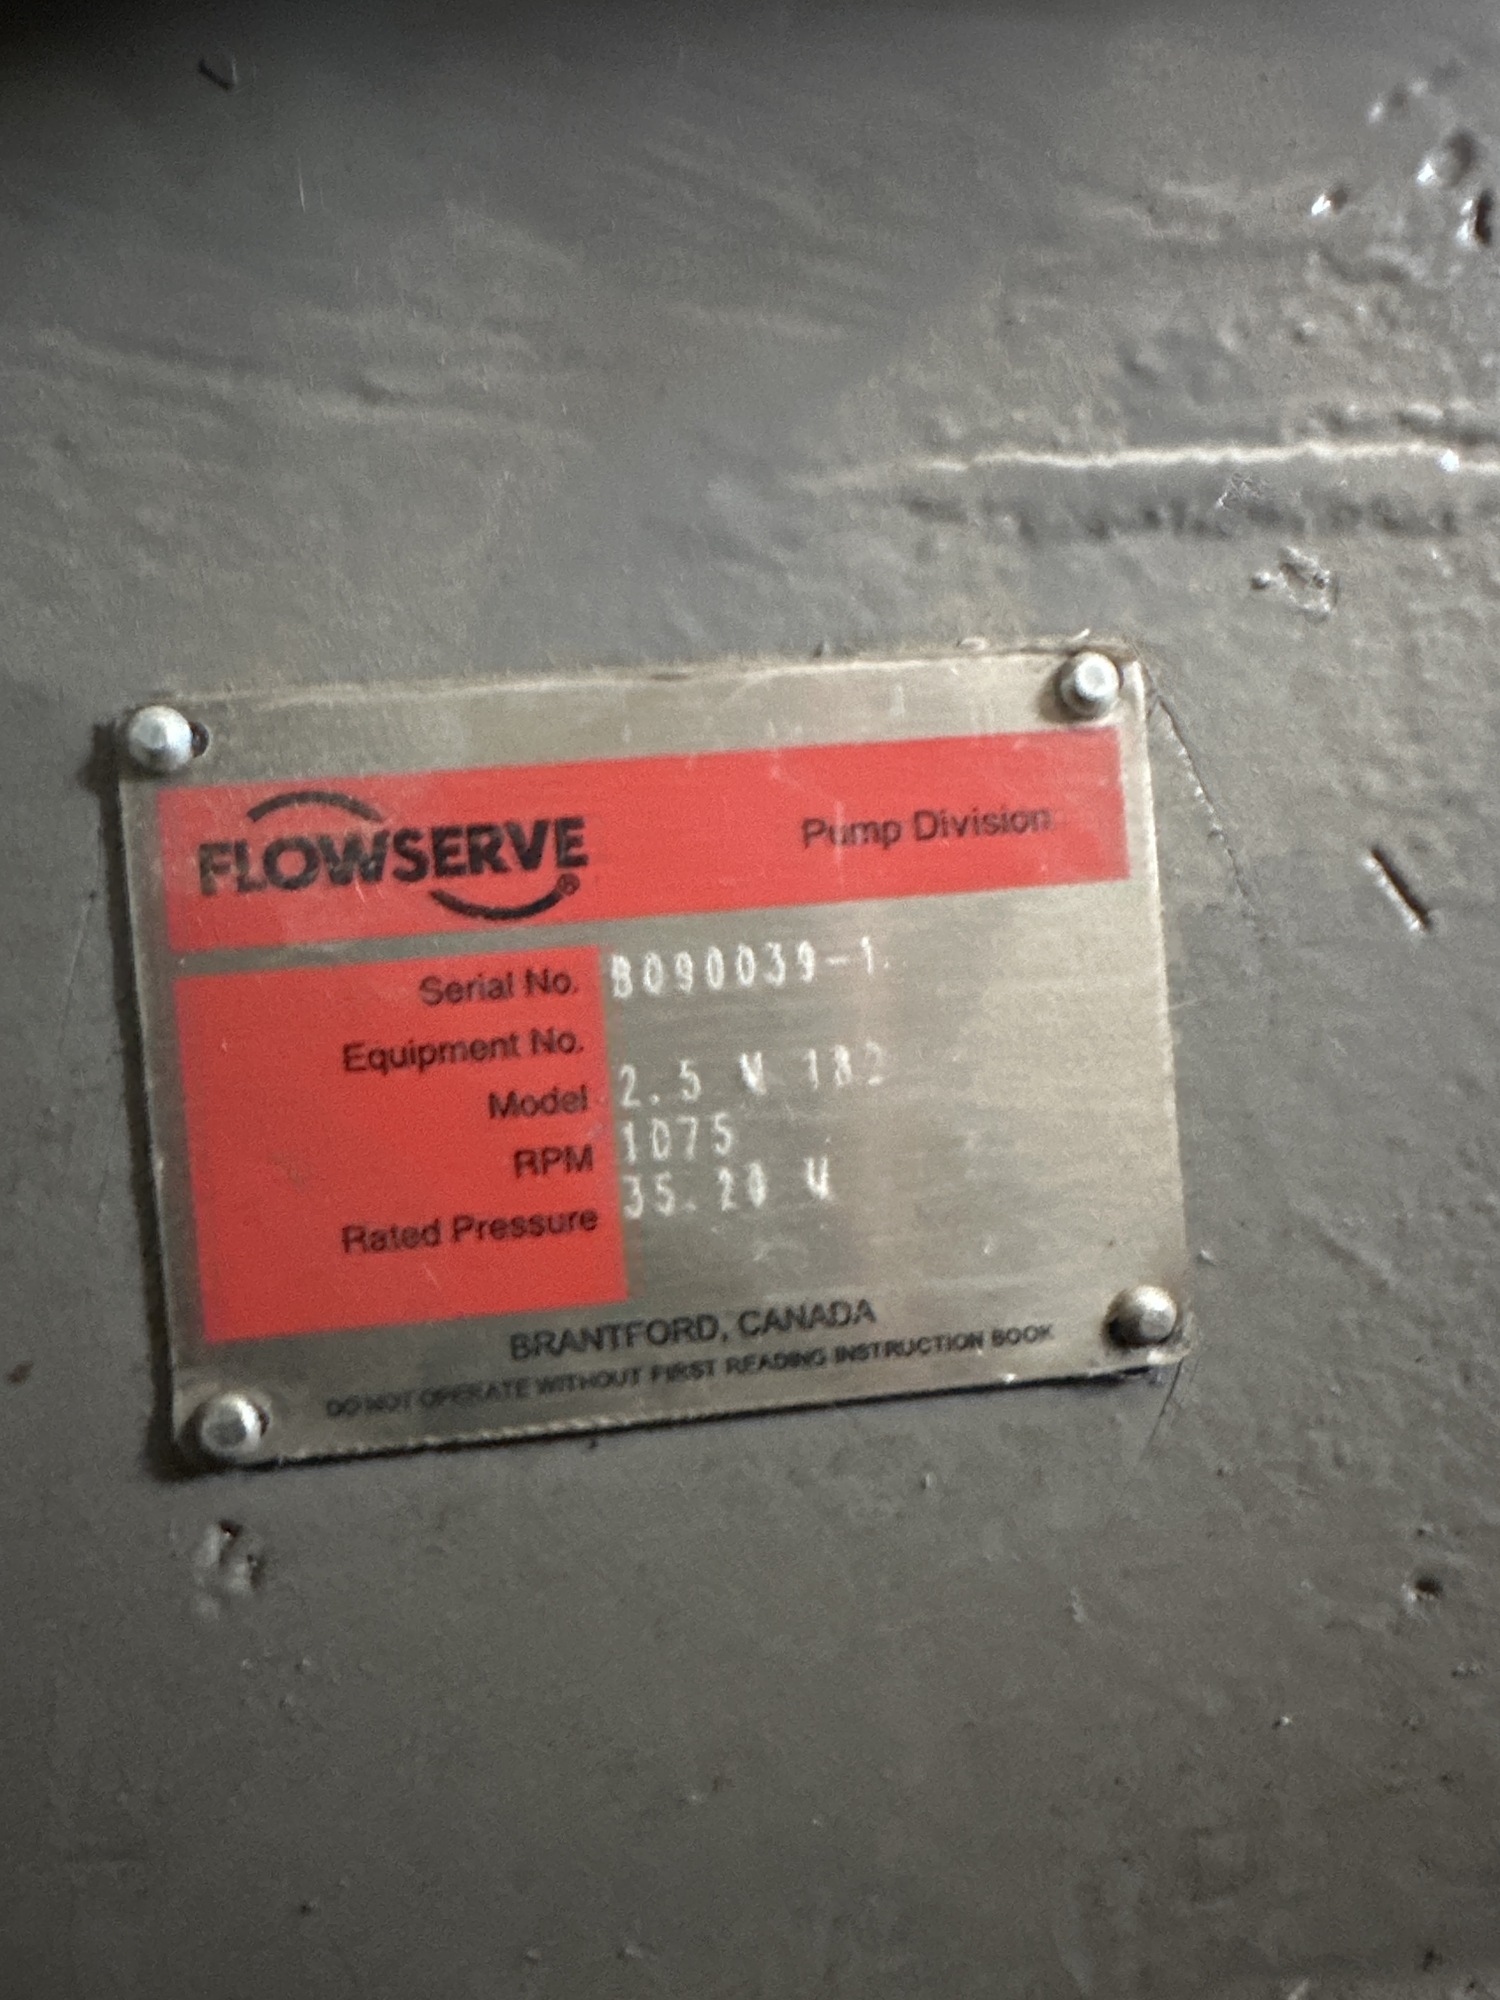 FLOWSERVE®
Pump Division
Serial No. B090039-1
Equipment No.
Model 2.5 V 182
RPM 1075
Rated Pressure 35.20 V
BRANTFORD, CANADA
DO NOT OPERATE WITHOUT FIRST READING INSTRUCTION BOOK